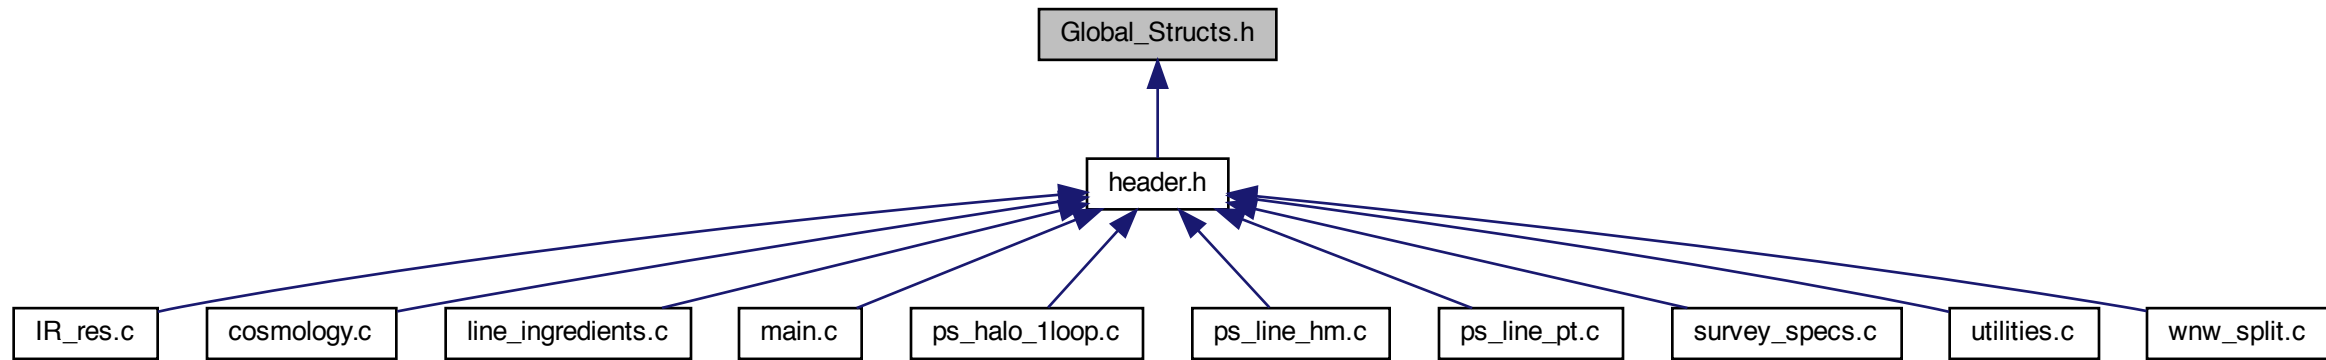 Global_Structs.h
header.h
IR_res.c
cosmology.c
line_ingredients.c
main.c
ps_halo_1loop.c
ps_line_hm.c
ps_line_pt.c
survey_specs.c
utilities.c
wnw_split.c